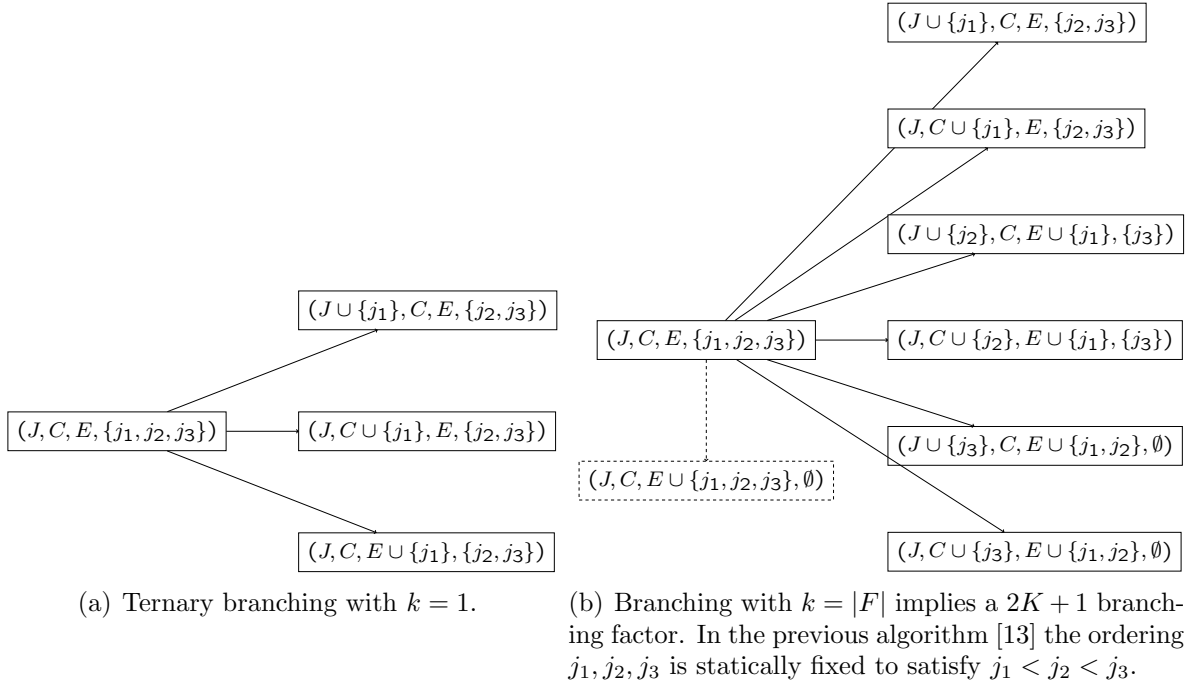 (J ∪ {j₁}, C, E, {j₂, j₃})
(J, C ∪ {j₁}, E, {j₂, j₃})
(J ∪ {j₂}, C, E ∪ {j₁}, {j₃})
(J, C, E, {j₁, j₂, j₃})
(J, C ∪ {j₂}, E ∪ {j₁}, {j₃})
(J ∪ {j₃}, C, E ∪ {j₁, j₂}, ∅)
(J, C, E ∪ {j₁, j₂, j₃}, ∅)
(J, C ∪ {j₃}, E ∪ {j₁, j₂}, ∅)
(J ∪ {j₁}, C, E, {j₂, j₃})
(J, C, E, {j₁, j₂, j₃})
(J, C ∪ {j₁}, E, {j₂, j₃})
(J, C, E ∪ {j₁}, {j₂, j₃})
(a) Ternary branching with k = 1.
(b) Branching with k = |F| implies a 2K + 1 branch-
ing factor. In the previous algorithm [13] the ordering
j₁, j₂, j₃ is statically fixed to satisfy j₁ < j₂ < j₃.